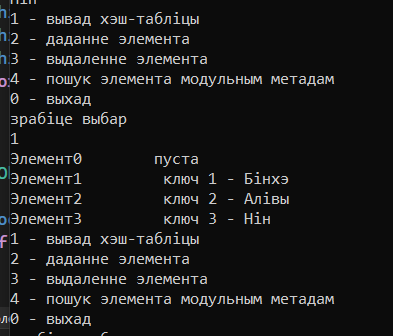 1 - вывад хэш-табліцы
2 - даданне элемента
3 - выдаленне элемента
4 - пошук элемента модульным метадам
0 - выхад
зрабіце выбар
1
Элемент0 пуста
Элемент1 ключ 1 - Бінхэ
Элемент2 ключ 2 - Алівы
Элемент3 ключ 3 - Нін
1 - вывад хэш-табліцы
2 - даданне элемента
3 - выдаленне элемента
4 - пошук элемента модульным метадам
0 - выхад